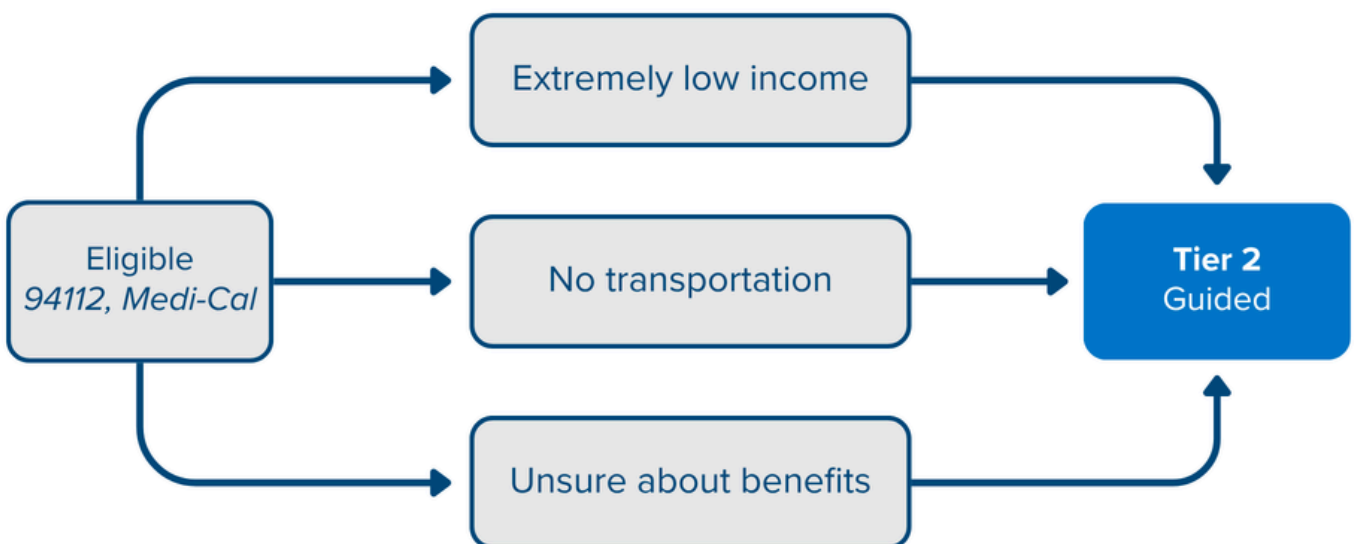 Extremely low income
Eligible
94112, Medi-Cal
No transportation
Tier 2
Guided
Unsure about benefits